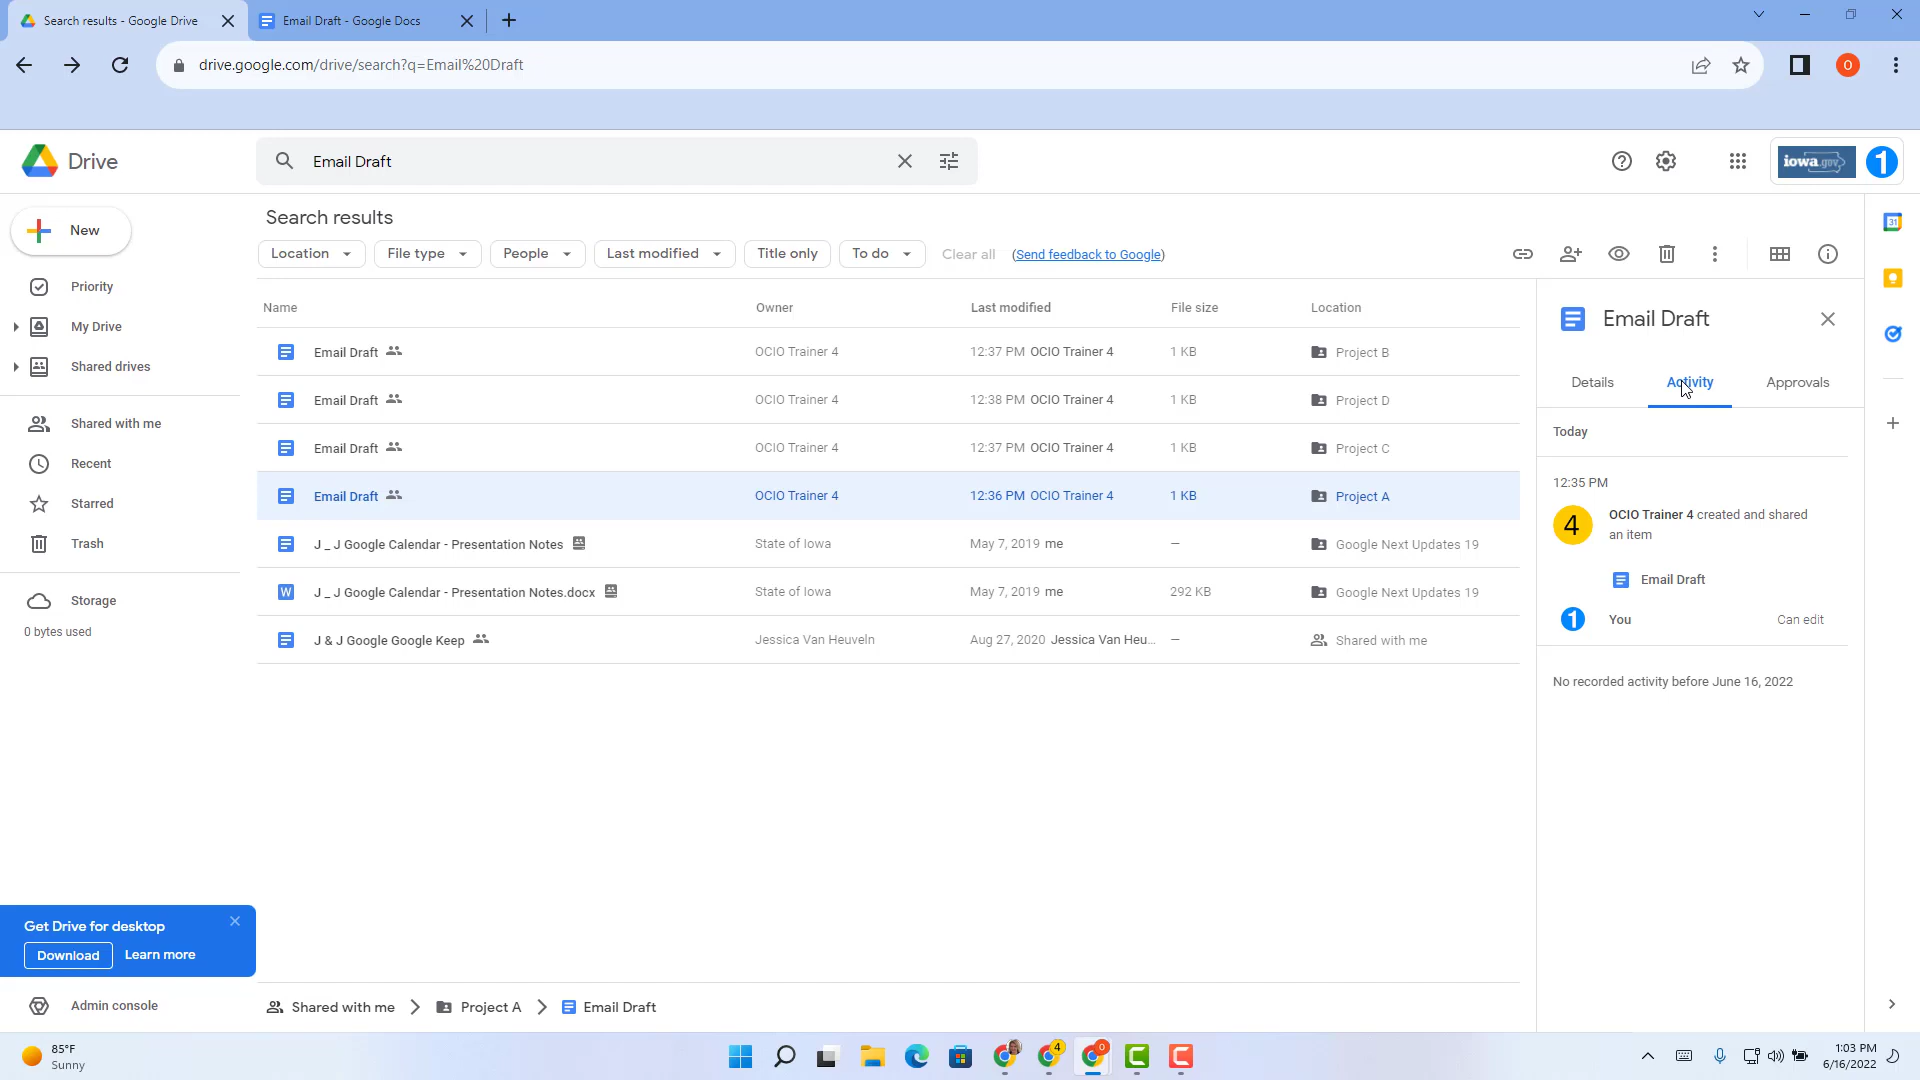 Search results - Google Drive
Email Draft - Google Docs
drive.google.com/drive/search?q=Email%20Draft
O
Drive
Email Draft
iowa.gov
1
New
Search results
Location
File type
People
Last modified
Title only
To do
Clear all
(Send feedback to Google)
31
Priority
My Drive
Shared drives
Shared with me
Recent
Starred
Trash
Storage
0 bytes used
Name Owner Last modified File size Location
Email Draft OCIO Trainer 4 12:37 PM OCIO Trainer 4 1 KB Project B
Email Draft OCIO Trainer 4 12:38 PM OCIO Trainer 4 1 KB Project D
Email Draft OCIO Trainer 4 12:37 PM OCIO Trainer 4 1 KB Project C
Email Draft OCIO Trainer 4 12:36 PM OCIO Trainer 4 1 KB Project A
J _ J Google Calendar - Presentation Notes State of Iowa May 7, 2019 me — Google Next Updates 19
W J _ J Google Calendar - Presentation Notes.docx State of Iowa May 7, 2019 me 292 KB Google Next Updates 19
J & J Google Google Keep Jessica Van Heuveln Aug 27, 2020 Jessica Van Heu... — Shared with me
Email Draft
Details Activity Approvals
Today
12:35 PM
4
OCIO Trainer 4 created and shared
an item
Email Draft
1 You Can edit
No recorded activity before June 16, 2022
Get Drive for desktop
Download
Learn more
Admin console
Shared with me Project A Email Draft
85°F
Sunny
4
0
C
C
1:03 PM
6/16/2022